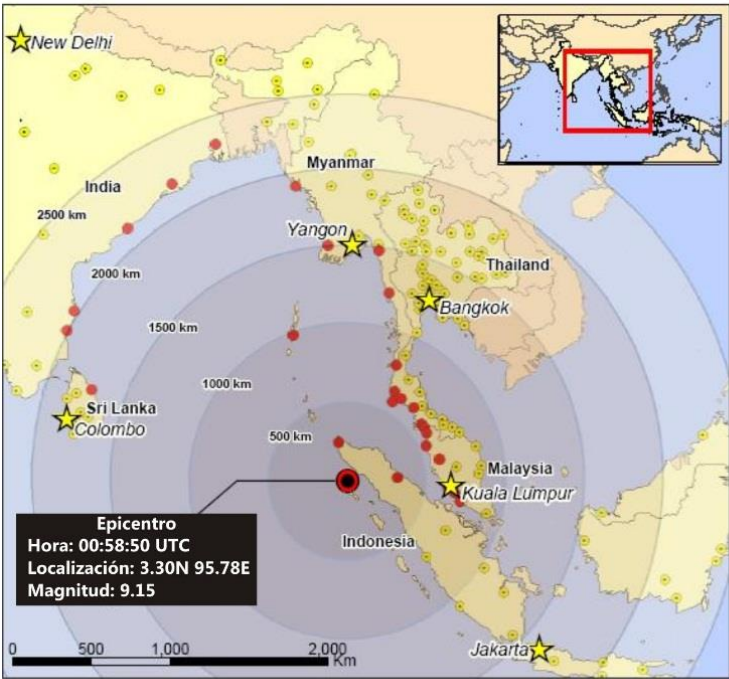 New Delhi
Myanmar
India
2500 km
Yangon
2000 km
Thailand
Bangkok
1500 km
1000 km
Sri Lanka
Colombo
500 km
Malaysia
Kuala Lumpur
Epicentro
Hora: 00:58:50 UTC
Localización: 3.30N 95.78E
Magnitud: 9.15
Indonesia
Jakarta
0 500 1,000 2,000
Km